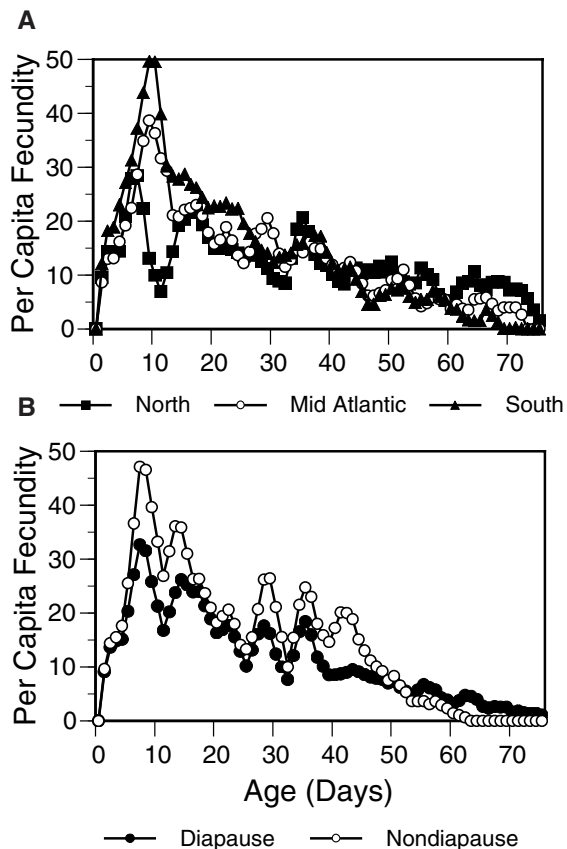 A
Per Capita Fecundity
50
40
30
20
10
0
0 10 20 30 40 50 60 70
North Mid Atlantic South
B
Per Capita Fecundity
50
40
30
20
10
0
0 10 20 30 40 50 60 70
Age (Days)
Diapause Nondiapause